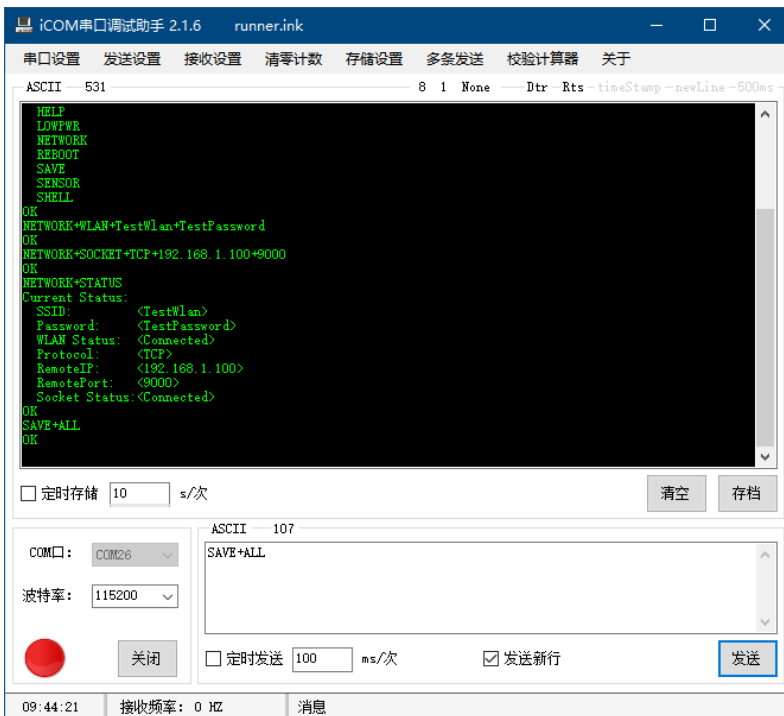 iCOM串口调试助手 2.1.6 runner.ink
串口设置 发送设置 接收设置 清零计数 存储设置 多条发送 校验计算器 关于
ASCII 531 8 1 None Dtr Rts timeStamp newLine 500ms
HELP
LOWPWR
NETWORK
REBOOT
SAVE
SENSOR
SHELL
OK
NETWORK+WLAN+TestWlan+TestPassword
OK
NETWORK+SOCKET+TCP+192.168.1.100+9000
OK
NETWORK+STATUS
Current Status:
SSID: <TestWlan>
Password: <TestPassword>
WLAN Status: <Connected>
Protocol: <TCP>
RemoteIP: <192.168.1.100>
RemotePort: <9000>
Socket Status:<Connected>
OK
SAVE+ALL
OK
定时存储 10 s/次 清空 存档
ASCII 107
COM口: COM26
SAVE+ALL
波特率: 115200
关闭
定时发送 100 ms/次 发送新行 发送
09:44:21 接收频率: 0 HZ 消息